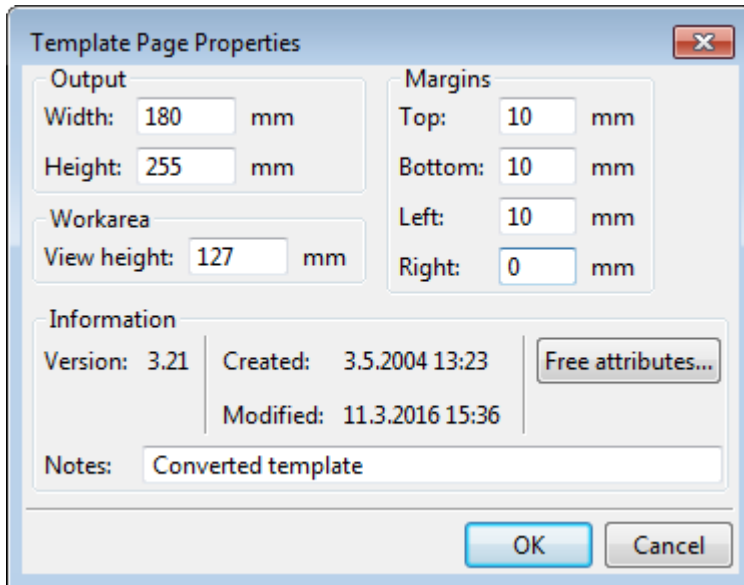 Template Page Properties
Output
Width: 180 mm
Height: 255 mm
Workarea
View height: 127 mm
Margins
Top: 10 mm
Bottom: 10 mm
Left: 10 mm
Right: 0 mm
Information
Version: 3.21
Created: 3.5.2004 13:23
Modified: 11.3.2016 15:36
Free attributes...
Notes: Converted template
OK
Cancel